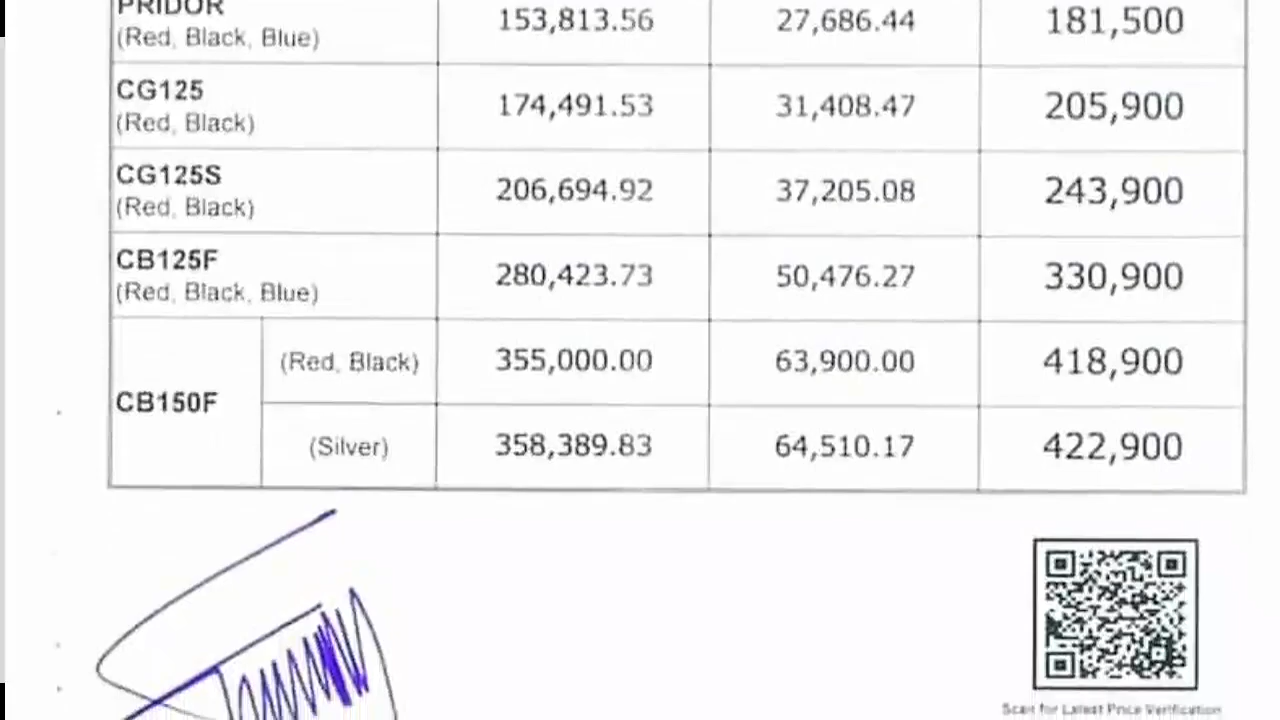 PRIDOR
(Red, Black, Blue) 153,813.56 27,686.44 181,500
CG125
(Red, Black) 174,491.53 31,408.47 205,900
CG125S
(Red, Black) 206,694.92 37,205.08 243,900
CB125F
(Red, Black, Blue) 280,423.73 50,476.27 330,900
CB150F
(Red, Black) 355,000.00 63,900.00 418,900
(Silver) 358,389.83 64,510.17 422,900
Scan for Latest Price Verification